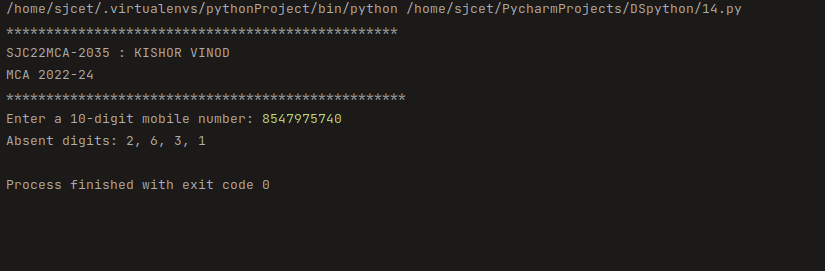 /home/sjcet/.virtualenvs/pythonProject/bin/python /home/sjcet/PycharmProjects/DSpython/14.py
*************************************************
SJC22MCA-2035 : KISHOR VINOD
MCA 2022-24
**************************************************
Enter a 10-digit mobile number: 8547975740
Absent digits: 2, 6, 3, 1
Process finished with exit code 0